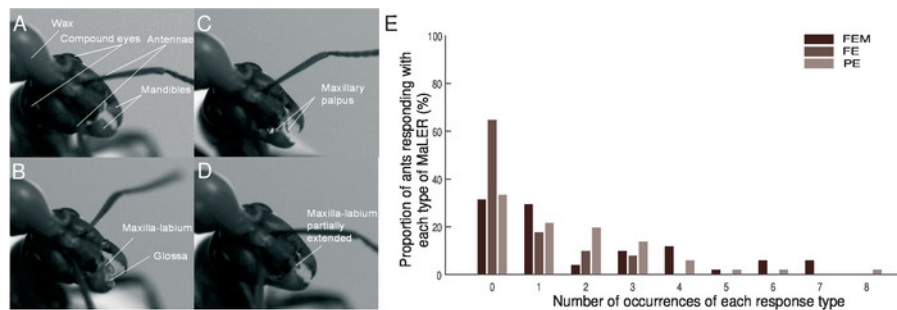 A
Wax
Compound eyes
Antennae
Mandibles
C
Maxillary
palpus
B
Maxilla-labium
Glossa
D
Maxilla-labium
partially
extended
E
FEM
FE
PE
Proportion of ants responding with
each type of MaLER (%)
100
80
60
40
20
0
0 1 2 3 4 5 6 7 8
Number of occurrences of each response type